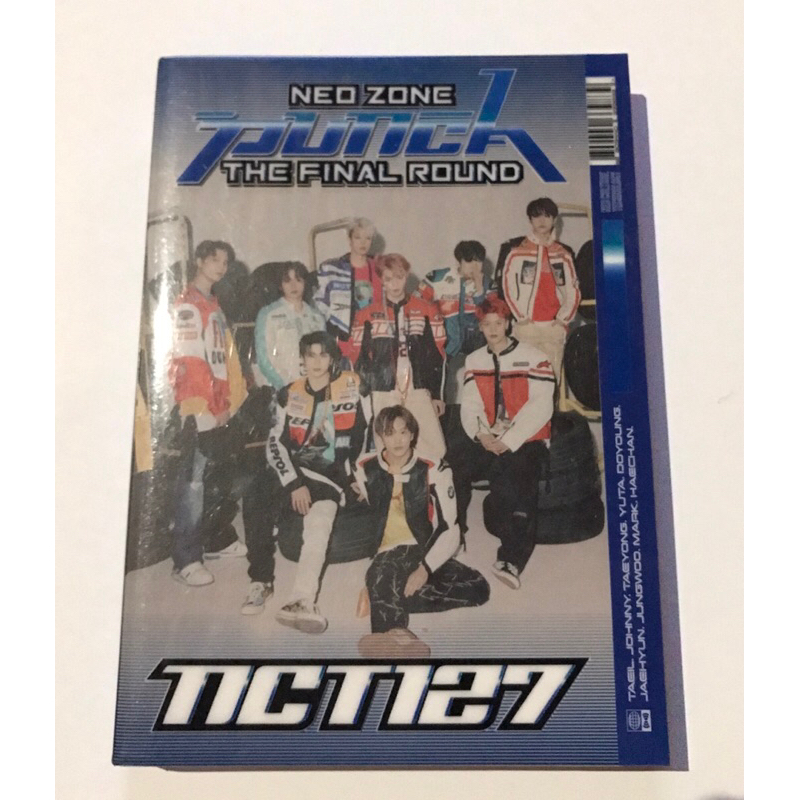 NEO ZONE
PUNCH
THE FINAL ROUND
NCT127
TAEIL. JOHNNY. TAEYONG. YUTA. DOYOUNG.
JAEHYUN. JUNGWOO. MARK. HAECHAN.